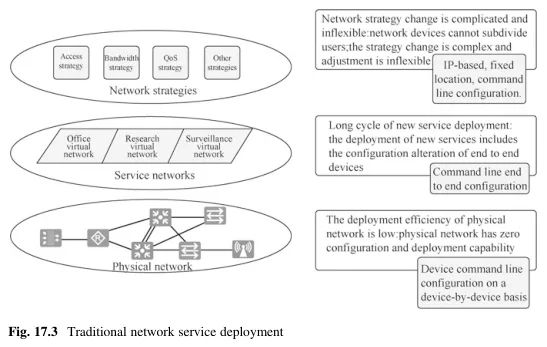 Access
strategy
Bandwidth
strategy
QoS
strategy
Other
strategies
Network strategies
Network strategy change is complicated and
inflexible:network devices cannot subdivide
users;the strategy change is complex and
adjustment is inflexible
IP-based, fixed
location, command
line configuration.
Office
virtual
network
Research
virtual
network
Surveillance
virtual
network
Service networks
Long cycle of new service deployment:
the deployment of new services includes
the configuration alteration of end to end
devices
Command line end
to end configuration
Physical network
The deployment efficiency of physical
network is low:physical network has zero
configuration and deployment capability
Device command line
configuration on a
device-by-device basis
Fig. 17.3 Traditional network service deployment